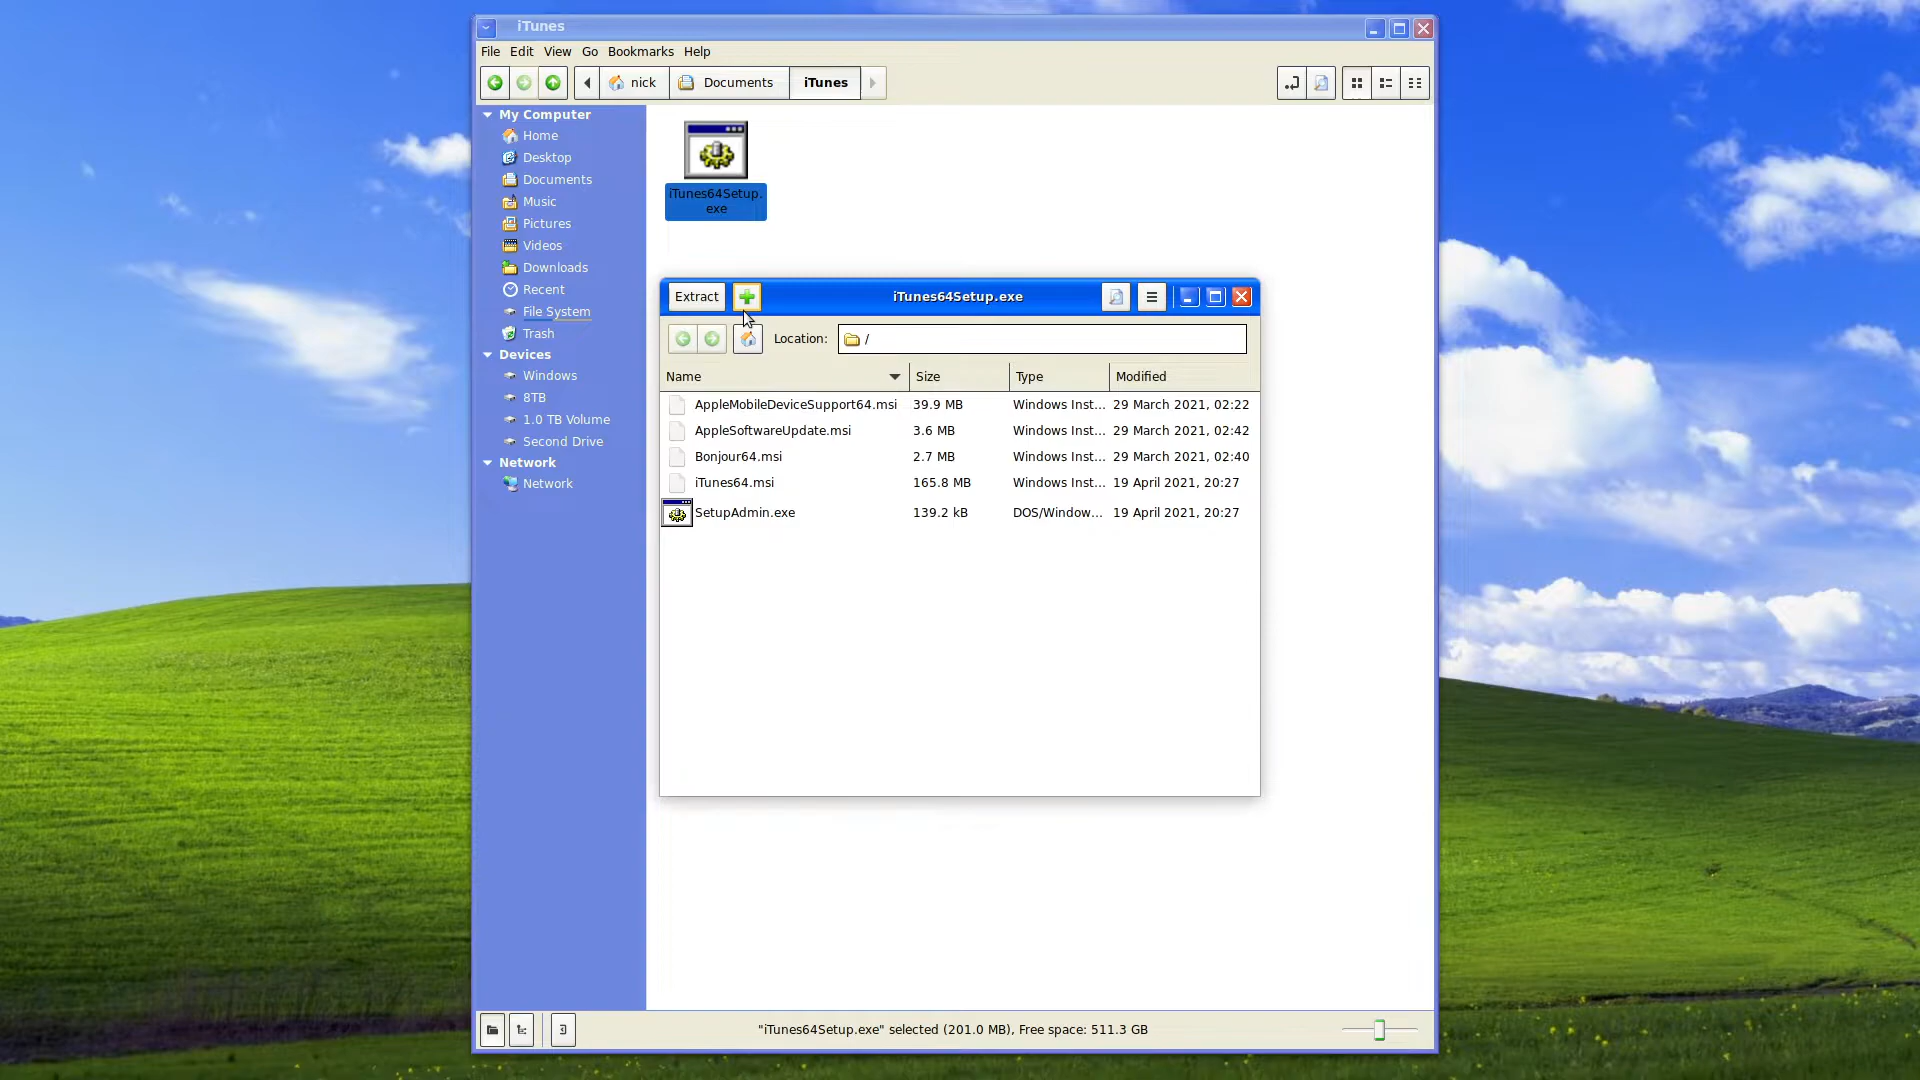 iTunes
File Edit View Go Bookmarks Help
nick Documents iTunes
My Computer
Home
Desktop
Documents
Music
Pictures
Videos
Downloads
Recent
File System
Trash
Devices
Windows
8TB
1.0 TB Volume
Second Drive
Network
Network
iTunes64Setup.
exe
Extract iTunes64Setup.exe
Location: /
Name Size Type Modified
AppleMobileDeviceSupport64.msi 39.9 MB Windows Inst... 29 March 2021, 02:22
AppleSoftwareUpdate.msi 3.6 MB Windows Inst... 29 March 2021, 02:42
Bonjour64.msi 2.7 MB Windows Inst... 29 March 2021, 02:40
iTunes64.msi 165.8 MB Windows Inst... 19 April 2021, 20:27
SetupAdmin.exe 139.2 kB DOS/Window... 19 April 2021, 20:27
"iTunes64Setup.exe" selected (201.0 MB), Free space: 511.3 GB